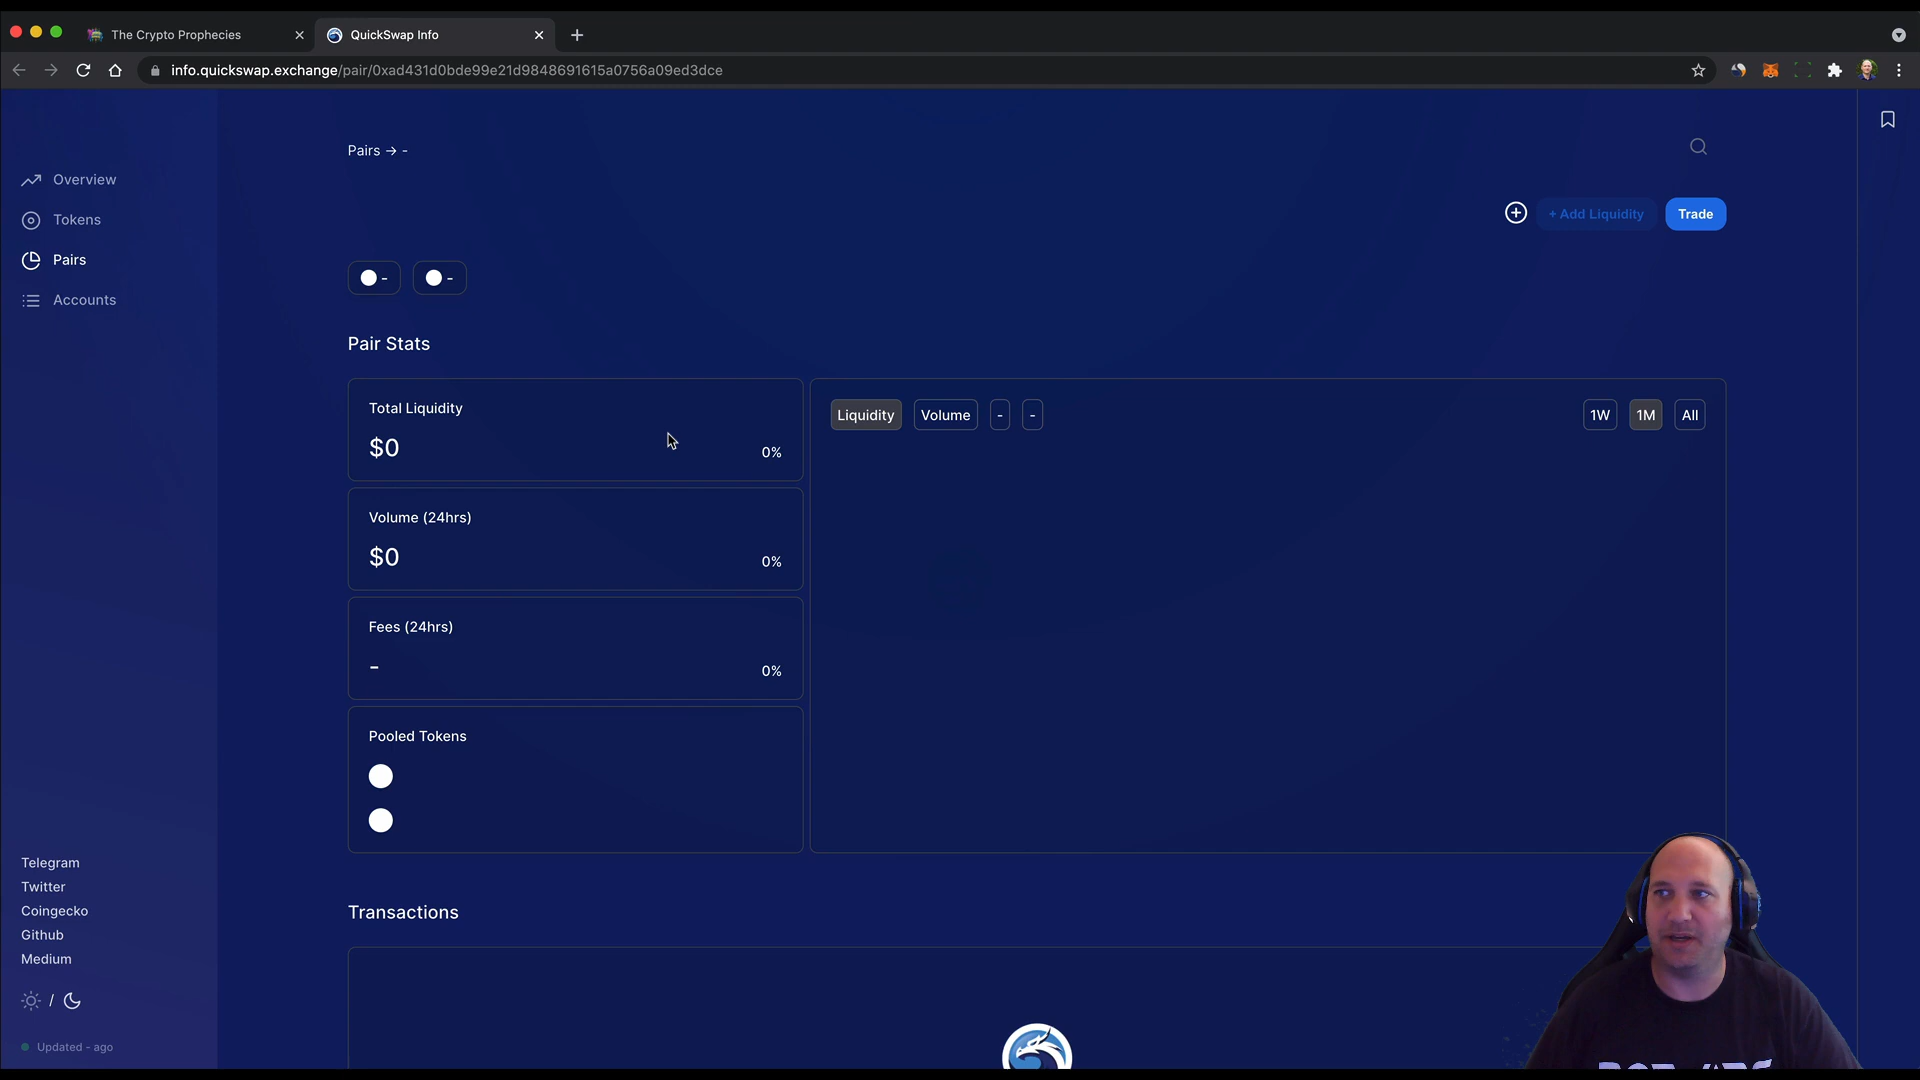 The Crypto Prophecies
QuickSwap Info
info.quickswap.exchange/pair/0xad431d0bde99e21d9848691615a0756a09ed3dce
Overview
Tokens
Pairs
Accounts
Pairs → -
+ Add Liquidity
Trade
-
-
Pair Stats
Total Liquidity
$0
0%
Volume (24hrs)
$0
0%
Fees (24hrs)
-
0%
Pooled Tokens
Liquidity
Volume
-
-
1W
1M
All
Transactions
Telegram
Twitter
Coingecko
Github
Medium
/
Updated - ago